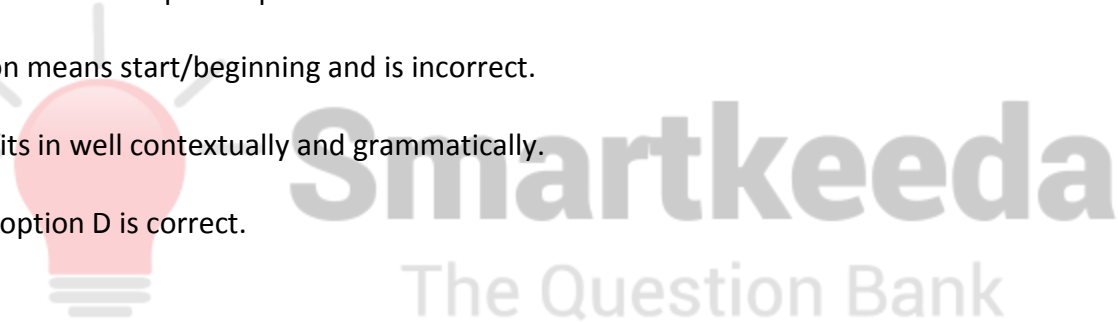 on means start/beginning and is incorrect.
its in well contextually and grammatically.
option D is correct.
Smartkeeda
The Question Bank